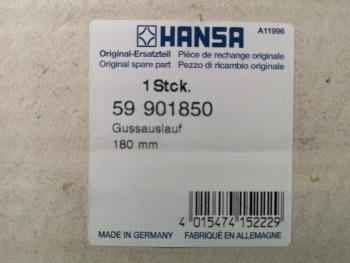 HANSA
A11996
Original-Ersatzteil Pièce de rechange originale
Original spare part Pezzo di ricambio originale
1 Stck.
59 901850
Gussauslauf
180 mm
4 015474 152229
MADE IN GERMANY FABRIQUÉ EN ALLEMAGNE